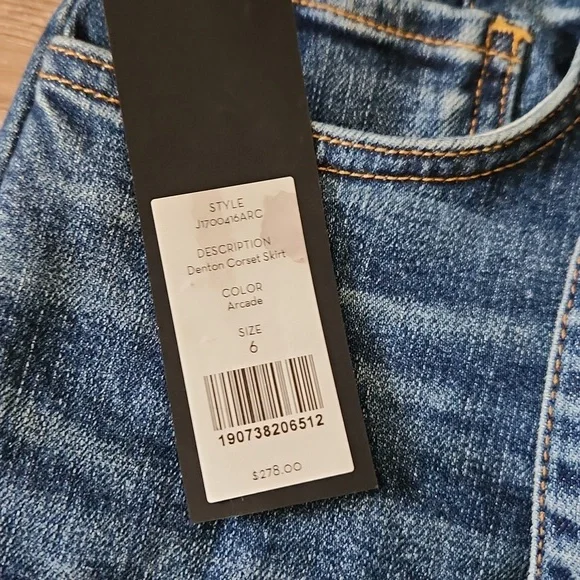 STYLE
J1700416ARC
DESCRIPTION
Denton Corset Skirt
COLOR
Arcade
SIZE
6
190738206512
$278.00